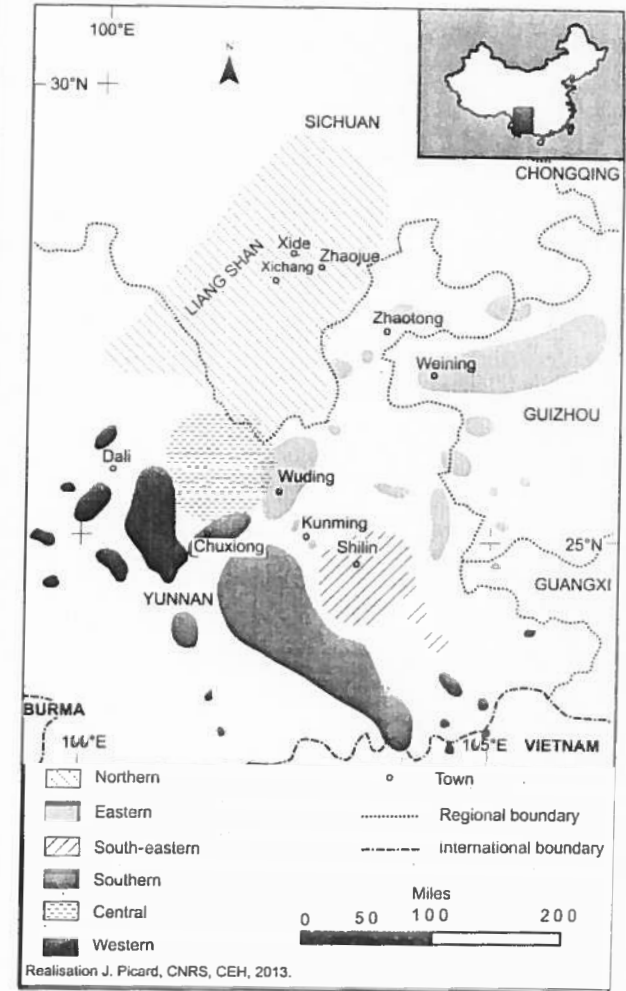 100°E
N
30°N
SICHUAN
CHONGQING
LIANG SHAN
Xide
Xichang
Zhaojue
Zhaotong
Weining
GUIZHOU
Dali
Wuding
Kunming
Chuxiong
Shilin
25°N
GUANGXI
YUNNAN
BURMA
100°E
105°E
VIETNAM
Northern
Eastern
South-eastern
Southern
Central
Western
Town
Regional boundary
International boundary
Miles
0 50 100 200
Realisation J. Picard, CNRS, CEH, 2013.